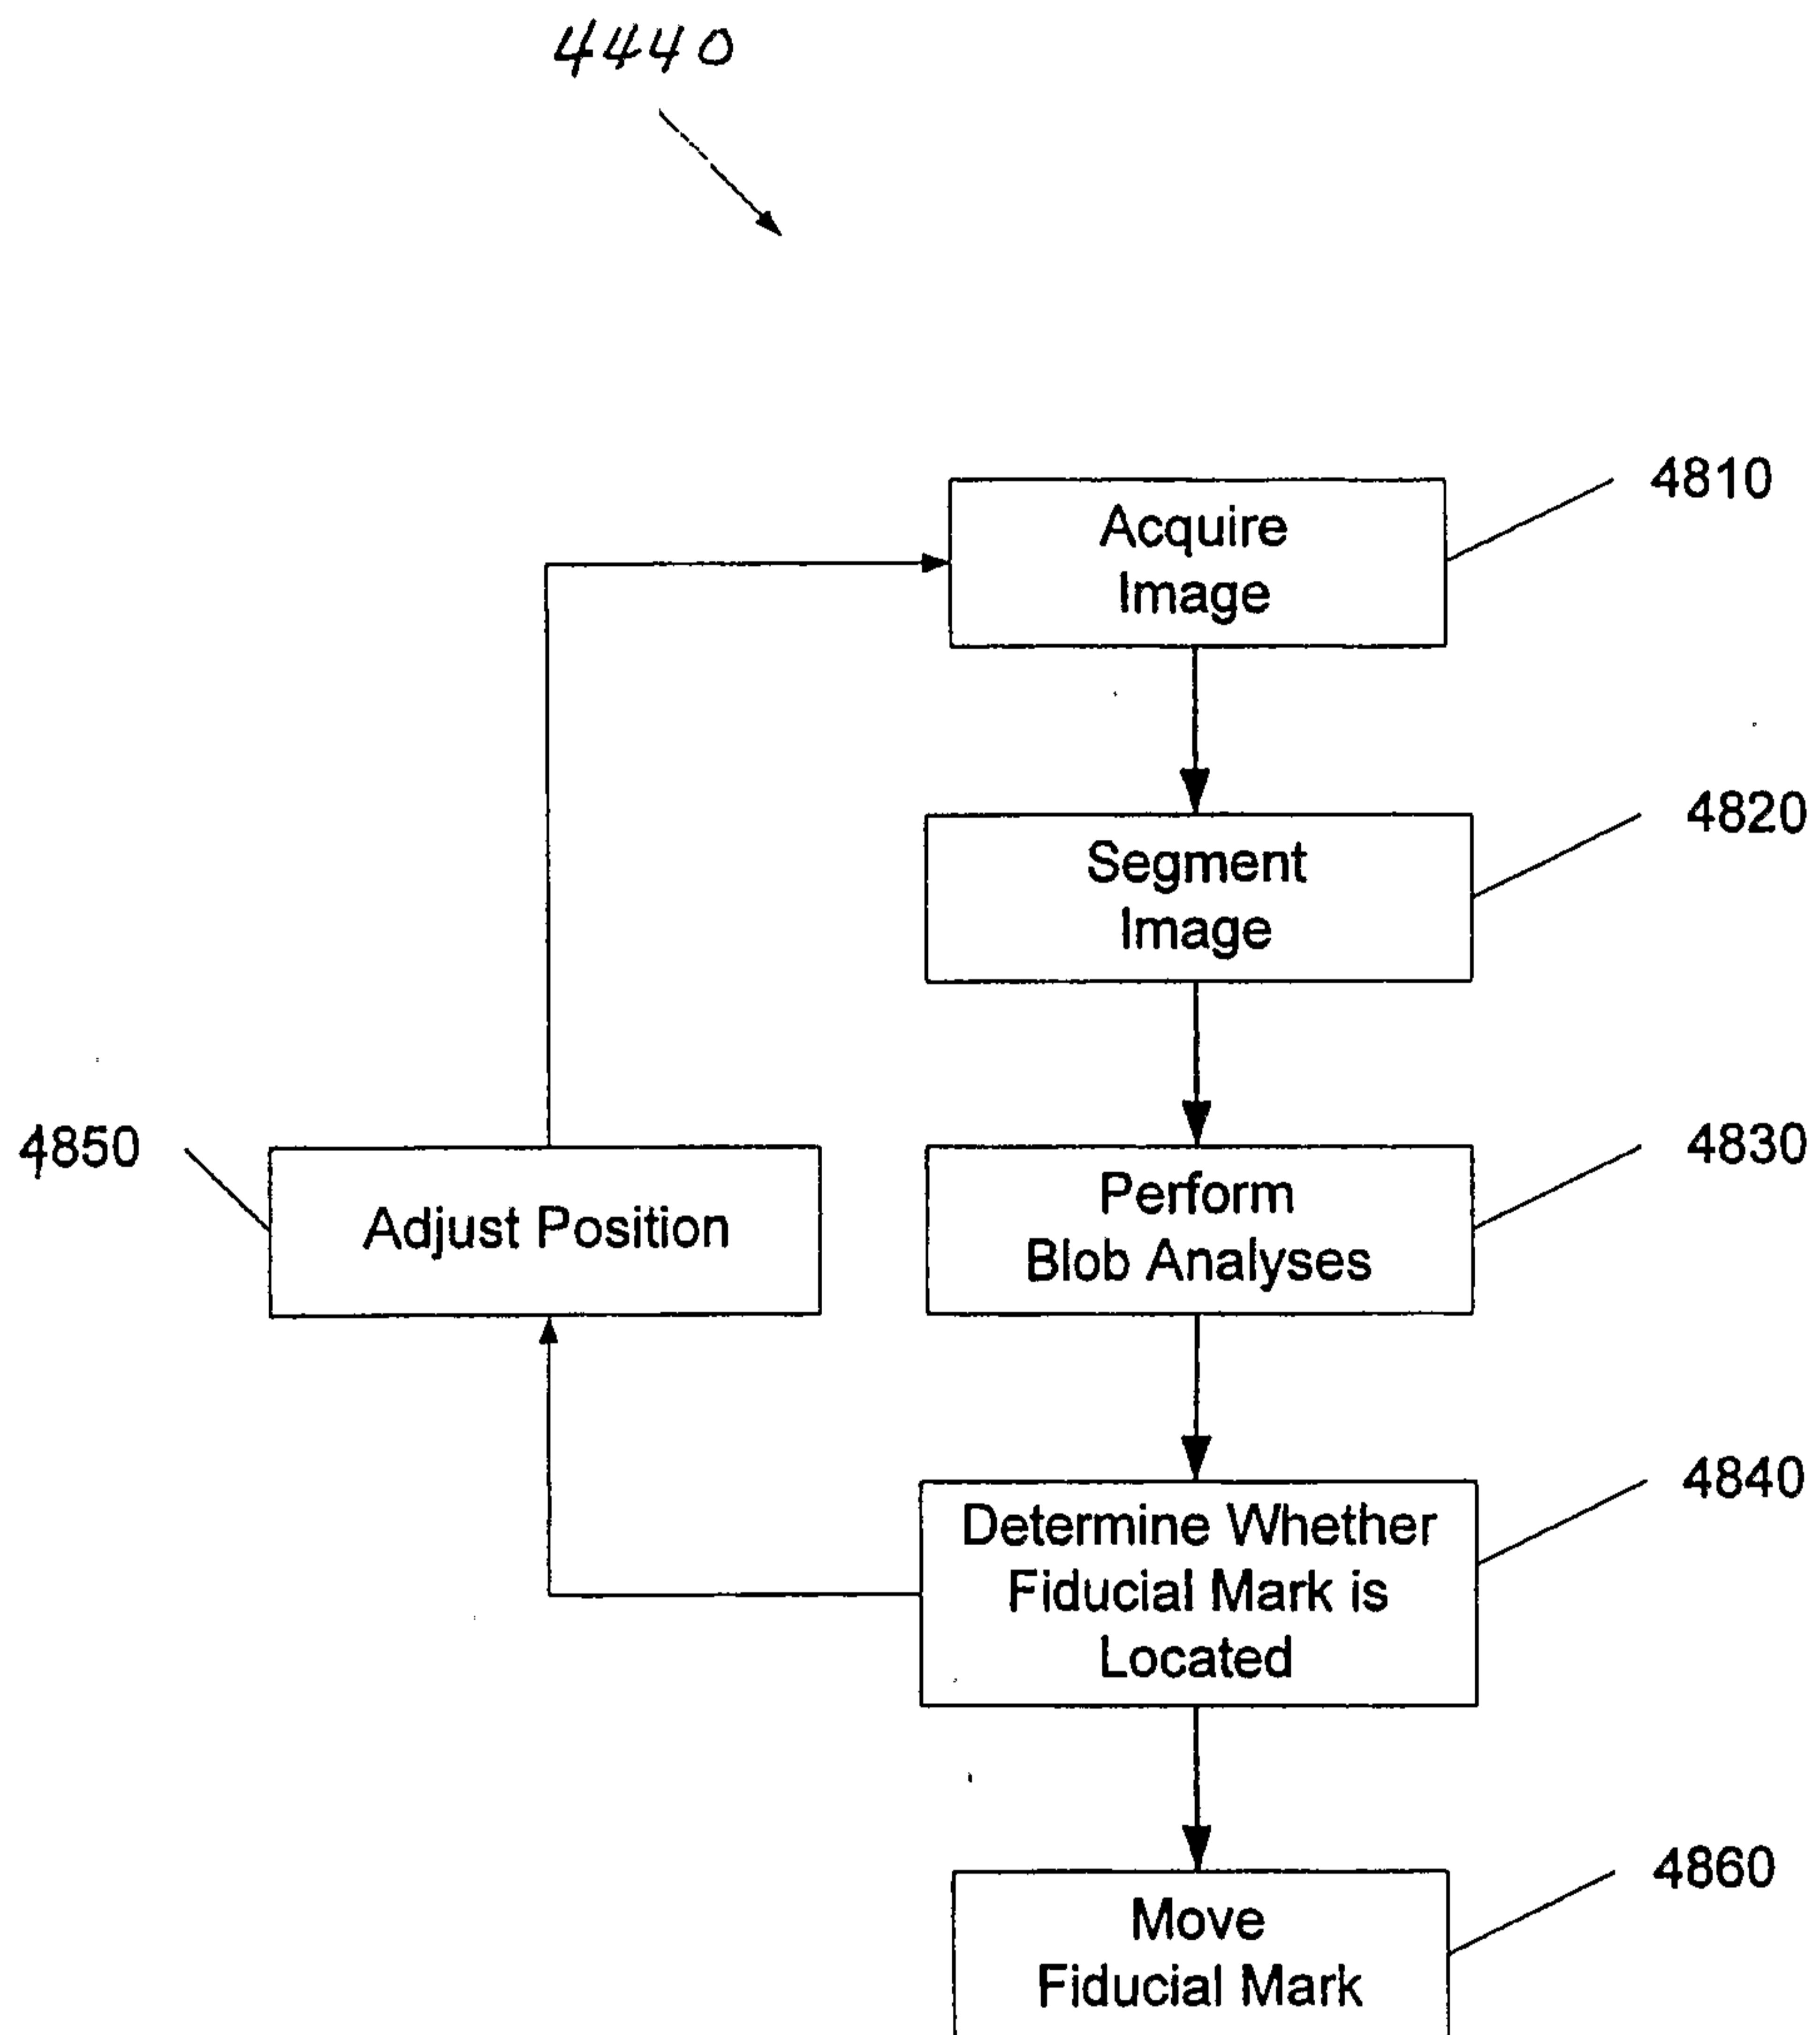 4440
Acquire
Image
4810
Segment
Image
4820
Perform
Blob Analyses
4830
Adjust Position
4850
Determine Whether
Fiducial Mark is
Located
4840
Move
Fiducial Mark
4860